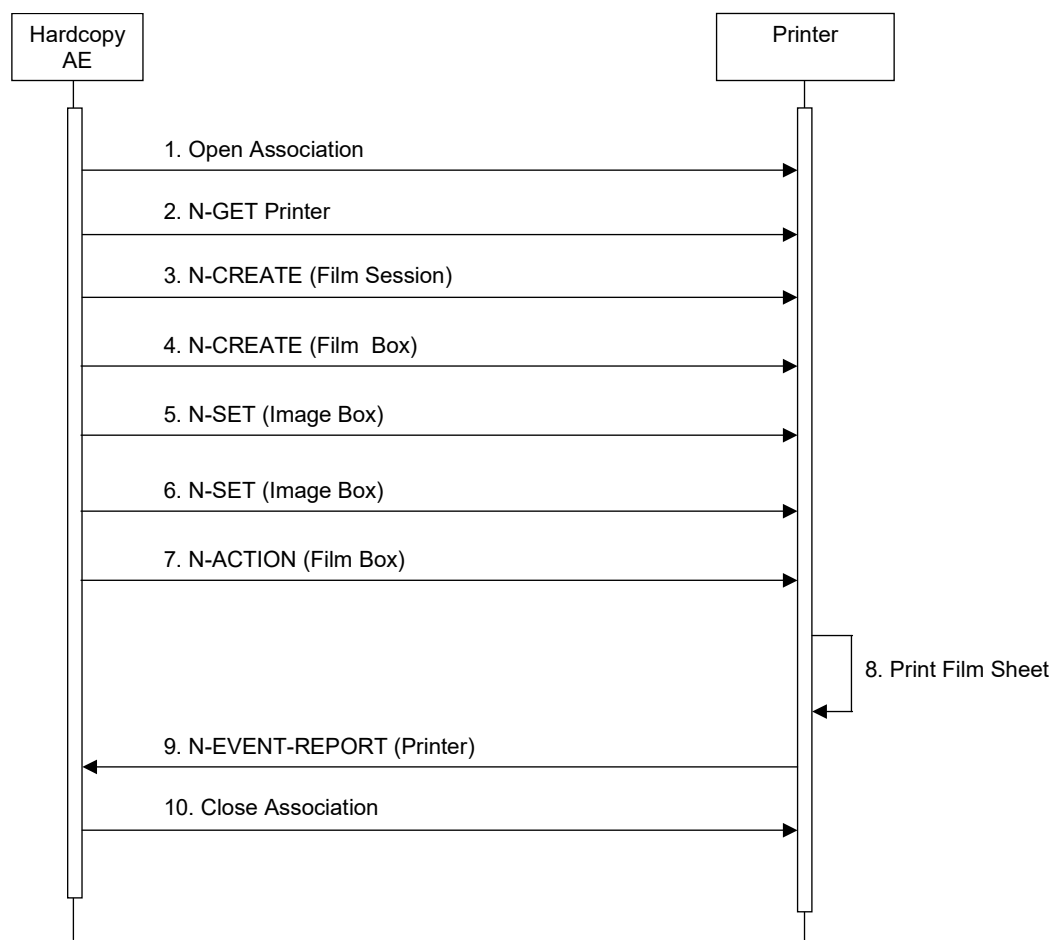 Hardcopy
AE
Printer
1. Open Association
2. N-GET Printer
3. N-CREATE (Film Session)
4. N-CREATE (Film  Box)
5. N-SET (Image Box)
6. N-SET (Image Box)
7. N-ACTION (Film Box)
8. Print Film Sheet
9. N-EVENT-REPORT (Printer)
10. Close Association